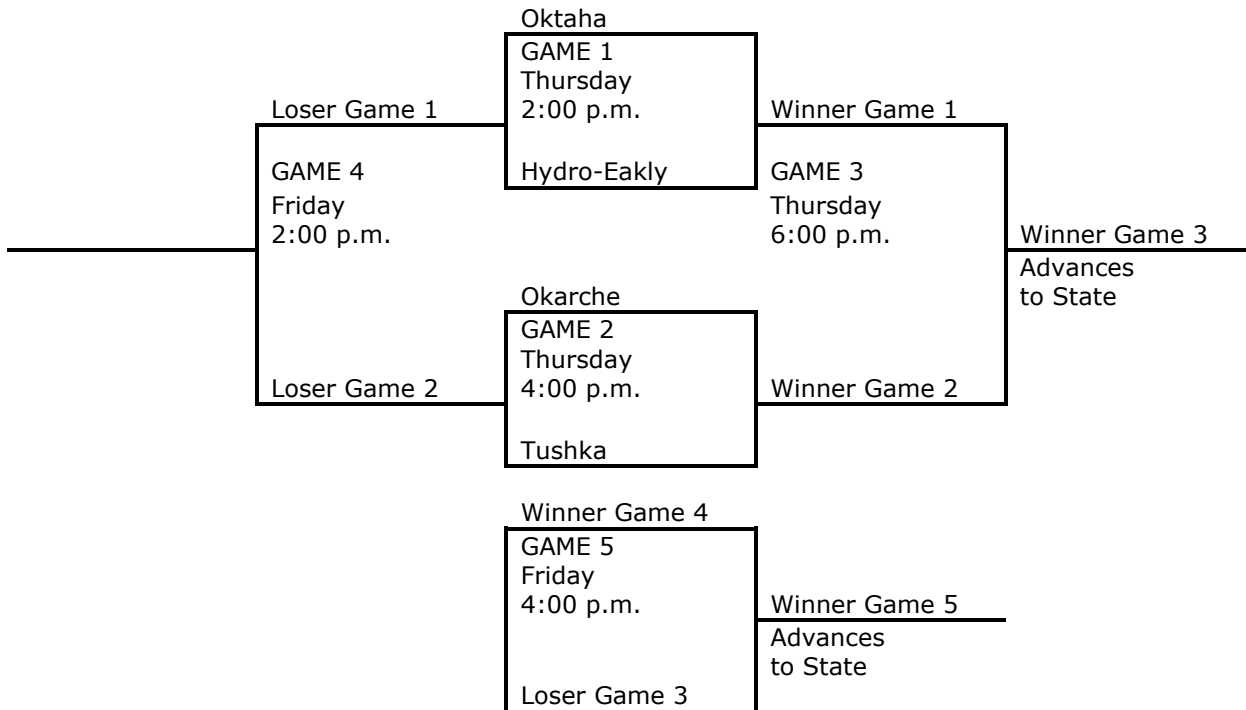 Oktaha
GAME 1
Thursday
2:00 p.m.
Hydro-Eakly
Loser Game 1
Winner Game 1
GAME 4
Friday
2:00 p.m.
GAME 3
Thursday
6:00 p.m.
Winner Game 3
Advances
to State
Okarche
GAME 2
Thursday
4:00 p.m.
Tushka
Loser Game 2
Winner Game 2
Winner Game 4
GAME 5
Friday
4:00 p.m.
Loser Game 3
Winner Game 5
Advances
to State